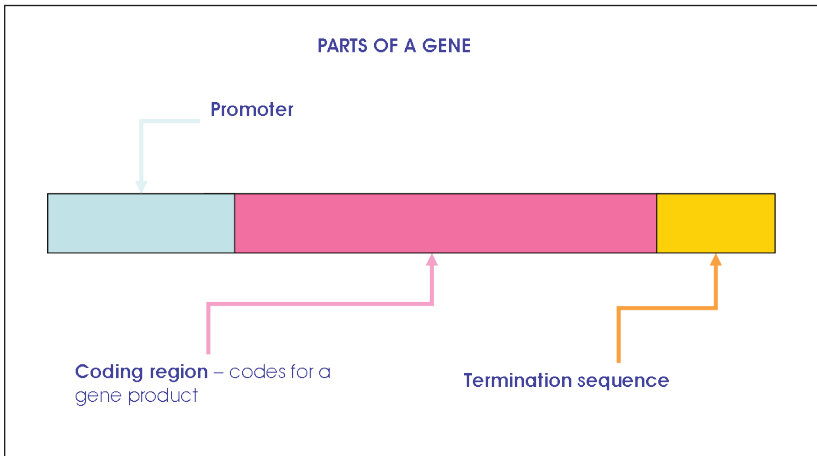 PARTS OF A GENE
Promoter
Coding region – codes for a
gene product
Termination sequence